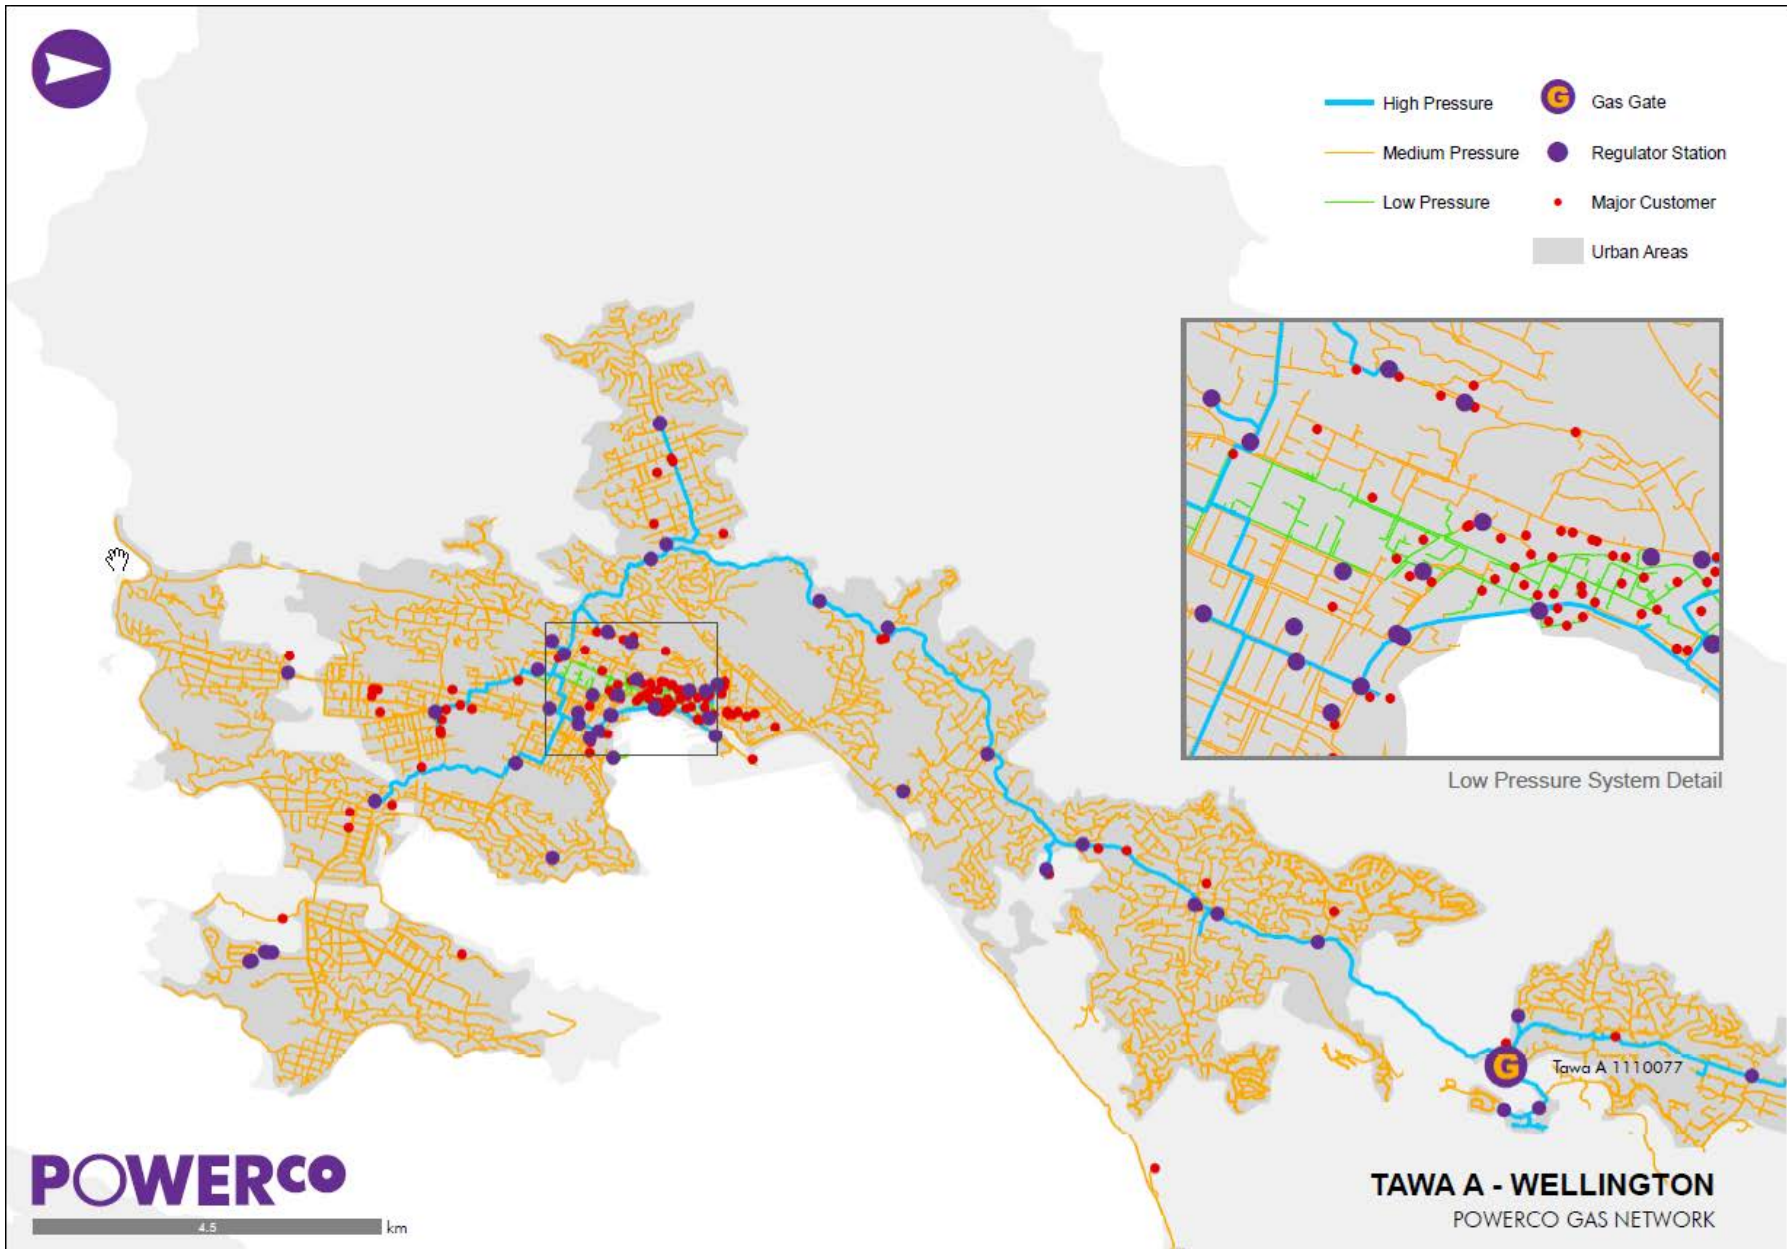 High Pressure
G
Gas Gate
Medium Pressure
Regulator Station
Low Pressure
Major Customer
Urban Areas
Low Pressure System Detail
G
Tawa A 1110077
POWERCO
4.5
km
TAWA A - WELLINGTON
POWERCO GAS NETWORK